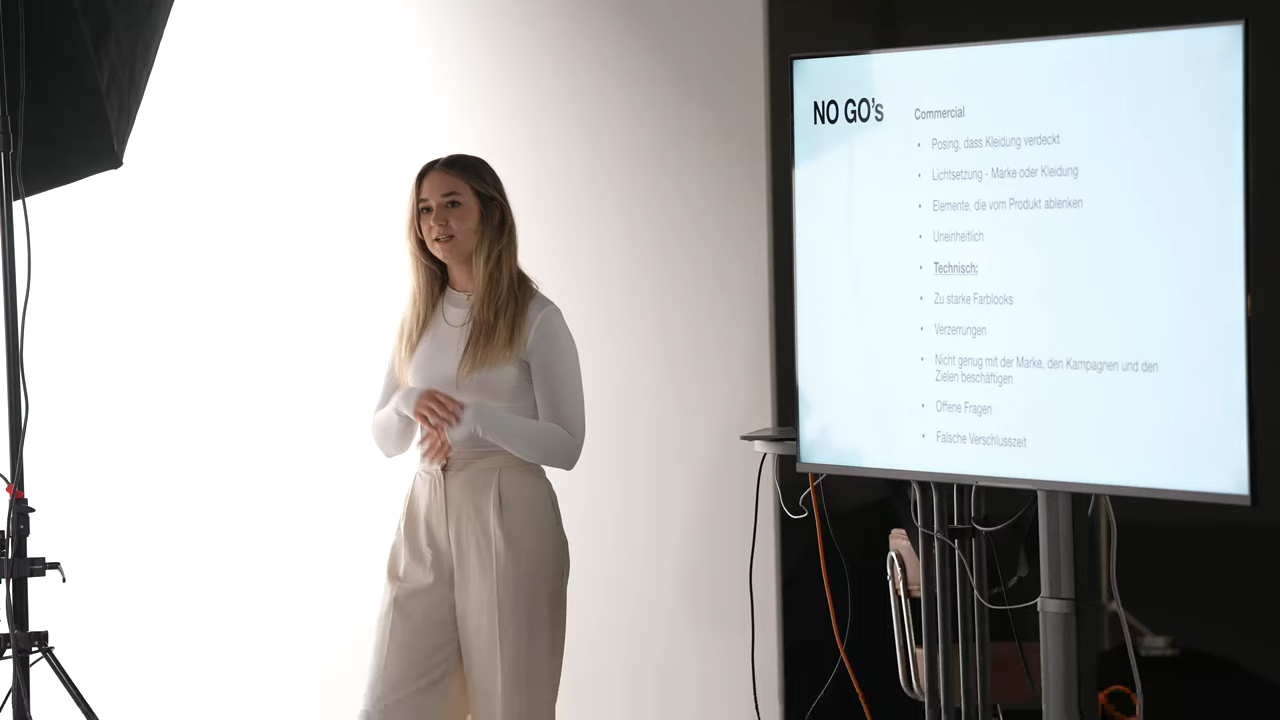 NO GO's
Commercial
• Posing, dass Kleidung verdeckt
• Lichtsetzung - Marke oder Kleidung
• Elemente, die vom Produkt ablenken
• Uneinheitlich
• Technisch:
• Zu starke Farblooks
• Verzerrungen
• Nicht genug mit der Marke, den Kampagnen und den
Zielen beschäftigen
• Offene Fragen
• Falsche Verschlusszeit